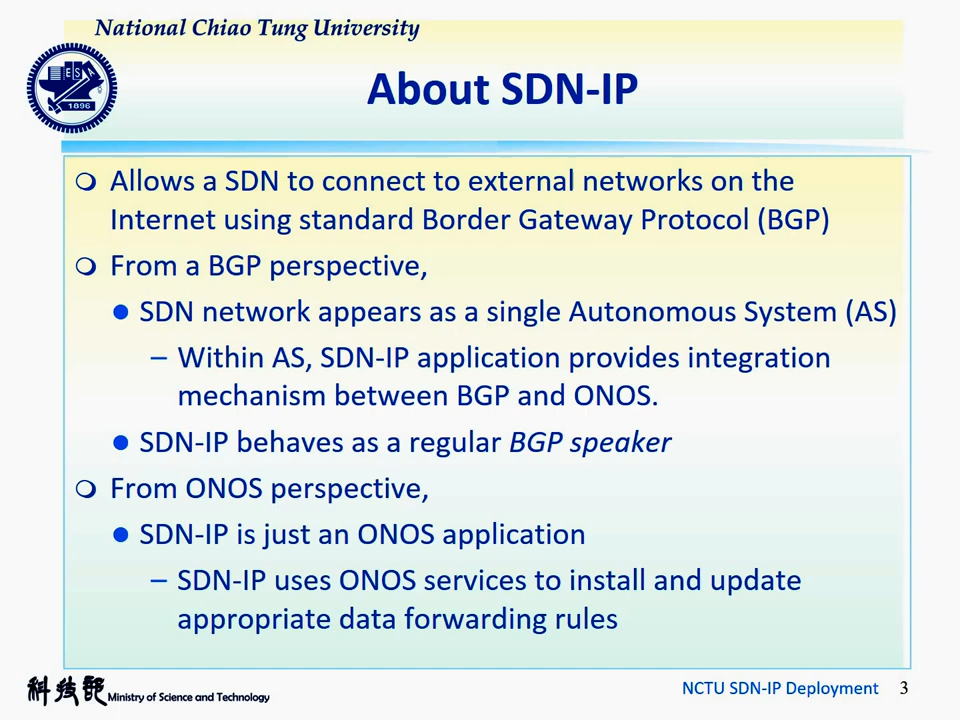 National Chiao Tung University
E S A
1896
About SDN-IP
Allows a SDN to connect to external networks on the
Internet using standard Border Gateway Protocol (BGP)
From a BGP perspective,
SDN network appears as a single Autonomous System (AS)
– Within AS, SDN-IP application provides integration
mechanism between BGP and ONOS.
SDN-IP behaves as a regular BGP speaker
From ONOS perspective,
SDN-IP is just an ONOS application
– SDN-IP uses ONOS services to install and update
appropriate data forwarding rules
科技部 Ministry of Science and Technology
NCTU SDN-IP Deployment 3